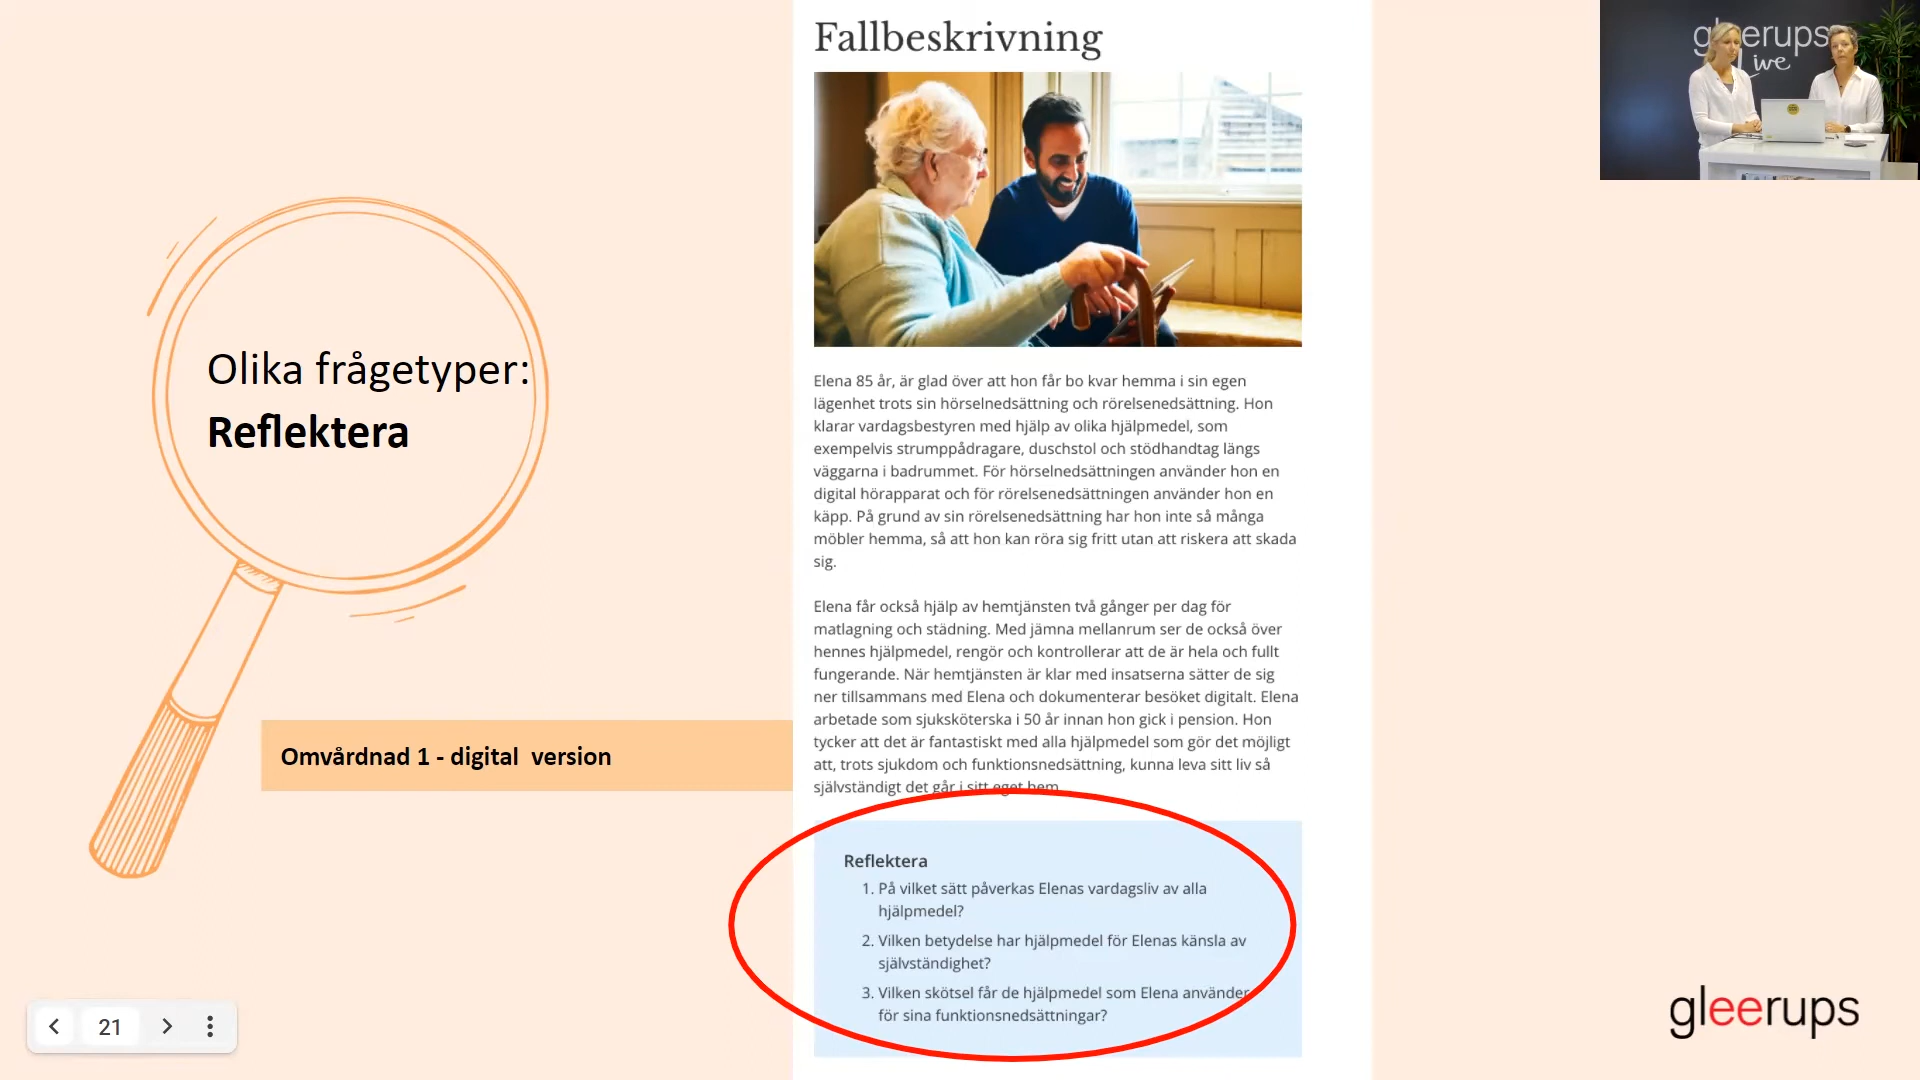 Fallbeskrivning
gleerups
Live
Olika frågetyper:
Reflektera
Elena 85 år, är glad över att hon får bo kvar hemma i sin egen
lägenhet trots sin hörselnedsättning och rörelsenedsättning. Hon
klarar vardagsbestyren med hjälp av olika hjälpmedel, som
exempelvis strumppådragare, duschstol och stödhandtag längs
väggarna i badrummet. För hörselnedsättningen använder hon en
digital hörapparat och för rörelsenedsättningen använder hon en
käpp. På grund av sin rörelsenedsättning har hon inte så många
möbler hemma, så att hon kan röra sig fritt utan att riskera att skada
sig.
Elena får också hjälp av hemtjänsten två gånger per dag för
matlagning och städning. Med jämna mellanrum ser de också över
hennes hjälpmedel, rengör och kontrollerar att de är hela och fullt
fungerande. När hemtjänsten är klar med insatserna sätter de sig
ner tillsammans med Elena och dokumenterar besöket digitalt. Elena
arbetade som sjuksköterska i 50 år innan hon gick i pension. Hon
tycker att det är fantastiskt med alla hjälpmedel som gör det möjligt
att, trots sjukdom och funktionsnedsättning, kunna leva sitt liv så
självständigt det går i sitt eget hem.
Omvårdnad 1 - digital version
Reflektera
1. På vilket sätt påverkas Elenas vardagsliv av alla
hjälpmedel?
2. Vilken betydelse har hjälpmedel för Elenas känsla av
självständighet?
3. Vilken skötsel får de hjälpmedel som Elena använder
för sina funktionsnedsättningar?
21
gleerups